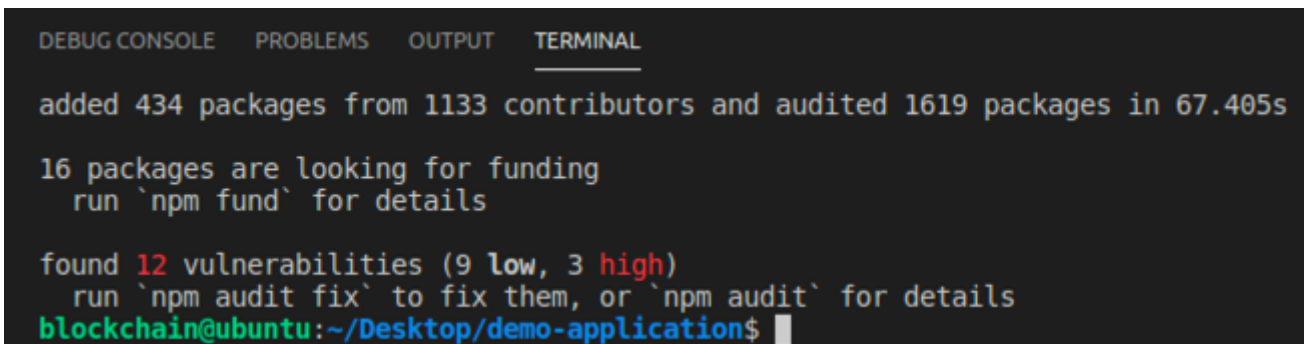 DEBUG CONSOLE PROBLEMS OUTPUT TERMINAL
added 434 packages from 1133 contributors and audited 1619 packages in 67.405s
16 packages are looking for funding
  run `npm fund` for details
found 12 vulnerabilities (9 low, 3 high)
  run `npm audit fix` to fix them, or `npm audit` for details
blockchain@ubuntu:~/Desktop/demo-application$